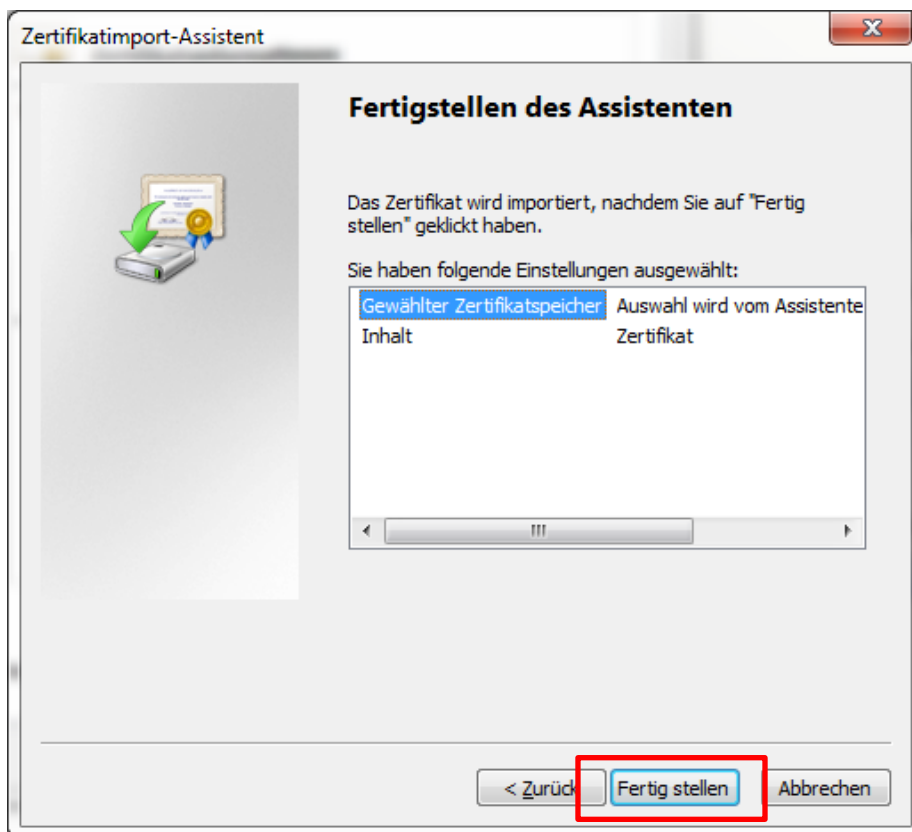 Zertifikatimport-Assistent
Fertigstellen des Assistenten
Das Zertifikat wird importiert, nachdem Sie auf "Fertig
stellen" geklickt haben.
Sie haben folgende Einstellungen ausgewählt:
Gewählter Zertifikatspeicher Auswahl wird vom Assistente
Inhalt Zertifikat
< Zurück Fertig stellen Abbrechen